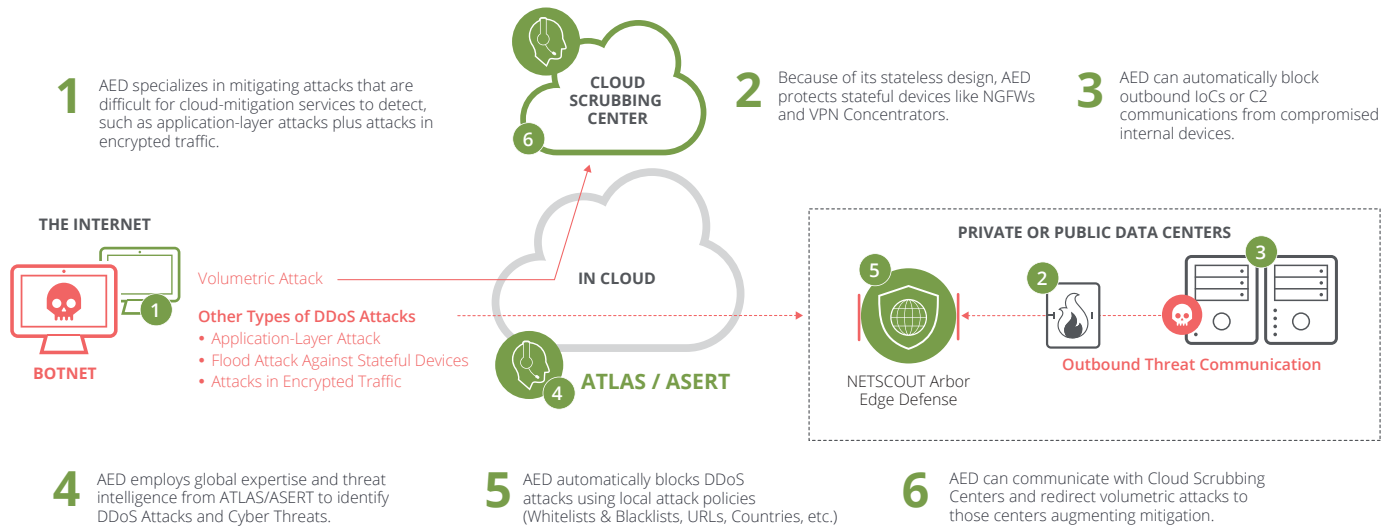 1
AED specializes in mitigating attacks that are
difficult for cloud-mitigation services to detect,
such as application-layer attacks plus attacks in
encrypted traffic.
CLOUD
SCRUBBING
CENTER
6
2
Because of its stateless design, AED
protects stateful devices like NGFWs
and VPN Concentrators.
3
AED can automatically block
outbound IoCs or C2
communications from compromised
internal devices.
THE INTERNET
1
BOTNET
Volumetric Attack
Other Types of DDoS Attacks
• Application-Layer Attack
• Flood Attack Against Stateful Devices
• Attacks in Encrypted Traffic
IN CLOUD
4
ATLAS / ASERT
PRIVATE OR PUBLIC DATA CENTERS
5
NETSCOUT Arbor
Edge Defense
2
3
Outbound Threat Communication
4
AED employs global expertise and threat
intelligence from ATLAS/ASERT to identify
DDoS Attacks and Cyber Threats.
5
AED automatically blocks DDoS
attacks using local attack policies
(Whitelists & Blacklists, URLs, Countries, etc.)
6
AED can communicate with Cloud Scrubbing
Centers and redirect volumetric attacks to
those centers augmenting mitigation.